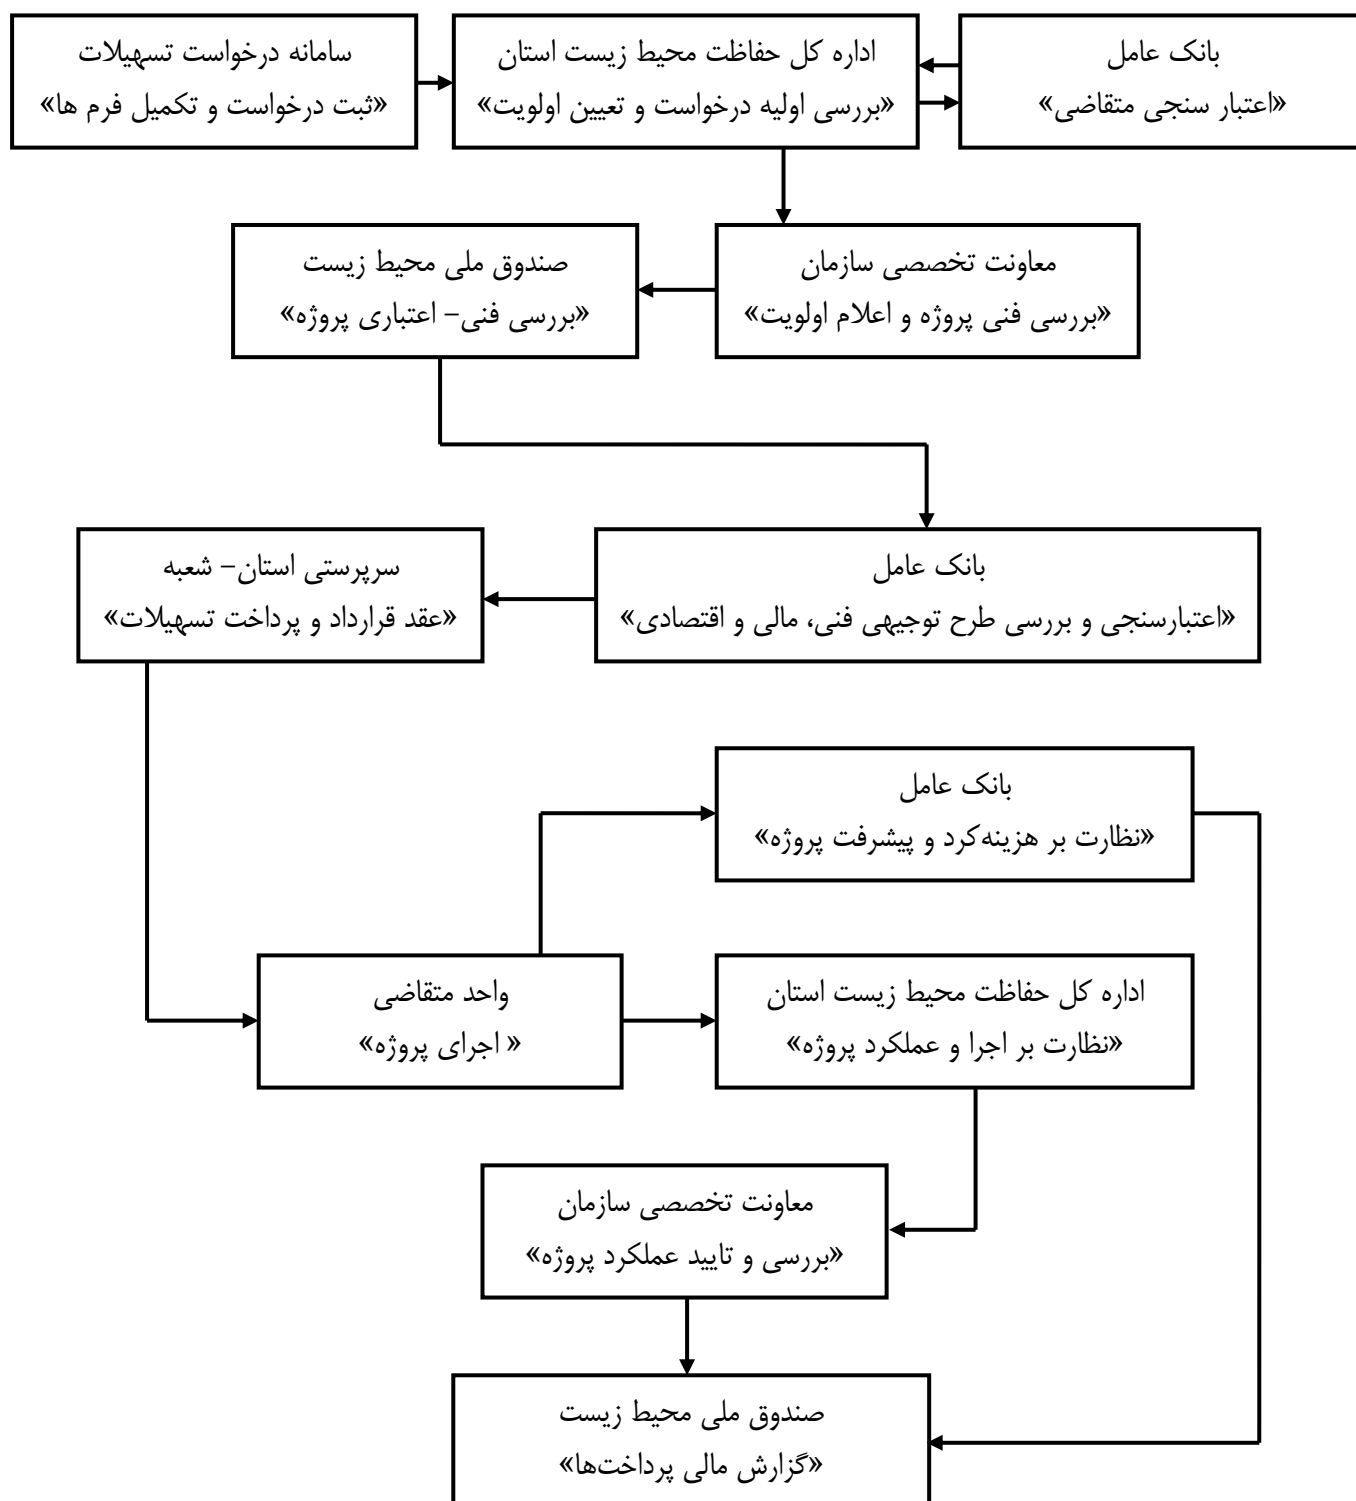 سامانه درخواست تسهیلات
«ثبت درخواست و تکمیل فرم ها»
اداره کل حفاظت محیط زیست استان
«بررسی اولیه درخواست و تعیین اولویت»
بانک عامل
«اعتبار سنجی متقاضی»
معاونت تخصصی سازمان
«بررسی فنی پروژه و اعلام اولویت»
صندوق ملی محیط زیست
«بررسی فنی– اعتباری پروژه»
بانک عامل
«اعتبارسنجی و بررسی طرح توجیهی فنی، مالی و اقتصادی»
سرپرستی استان– شعبه
«عقد قرارداد و پرداخت تسهیلات»
بانک عامل
«نظارت بر هزینه‌کرد و پیشرفت پروژه»
واحد متقاضی
« اجرای پروژه»
اداره کل حفاظت محیط زیست استان
«نظارت بر اجرا و عملکرد پروژه»
معاونت تخصصی سازمان
«بررسی و تایید عملکرد پروژه»
صندوق ملی محیط زیست
«گزارش مالی پرداخت‌ها»